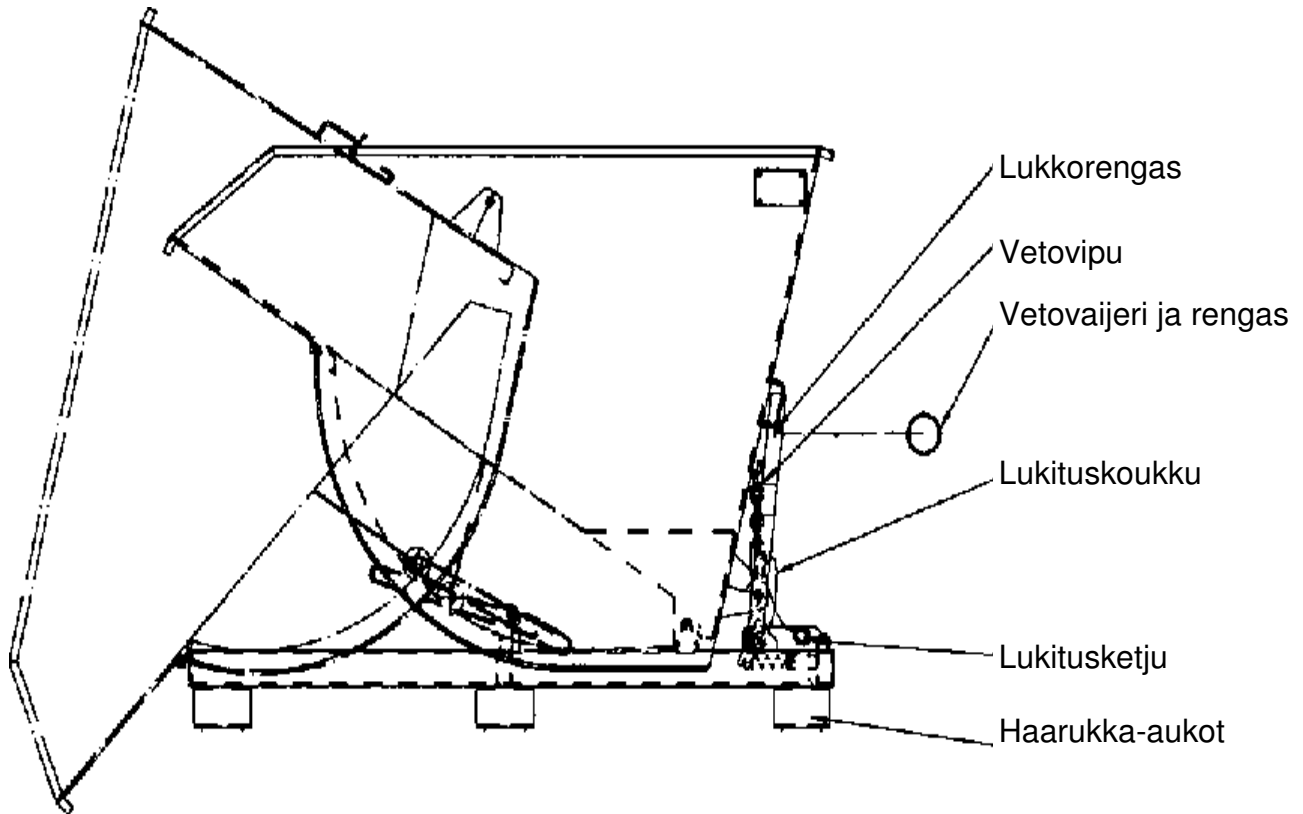 Lukkorengas
Vetovipu
Vetovaijeri ja rengas
Lukituskoukku
Lukitusketju
Haarukka-aukot